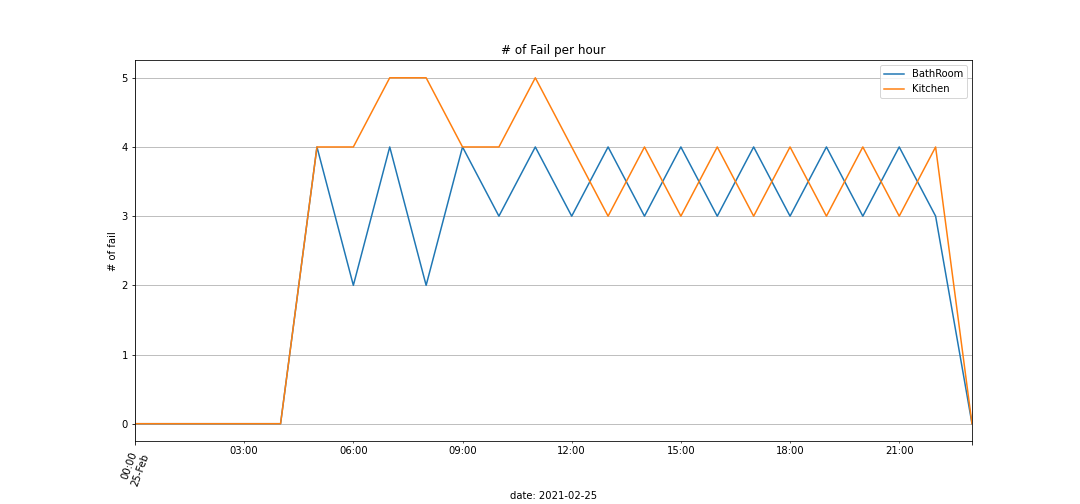 # of Fail per hour
BathRoom
Kitchen
# of fail
5
4
3
2
1
0
00:00
25-Feb
03:00
06:00
09:00
12:00
15:00
18:00
21:00
date: 2021-02-25